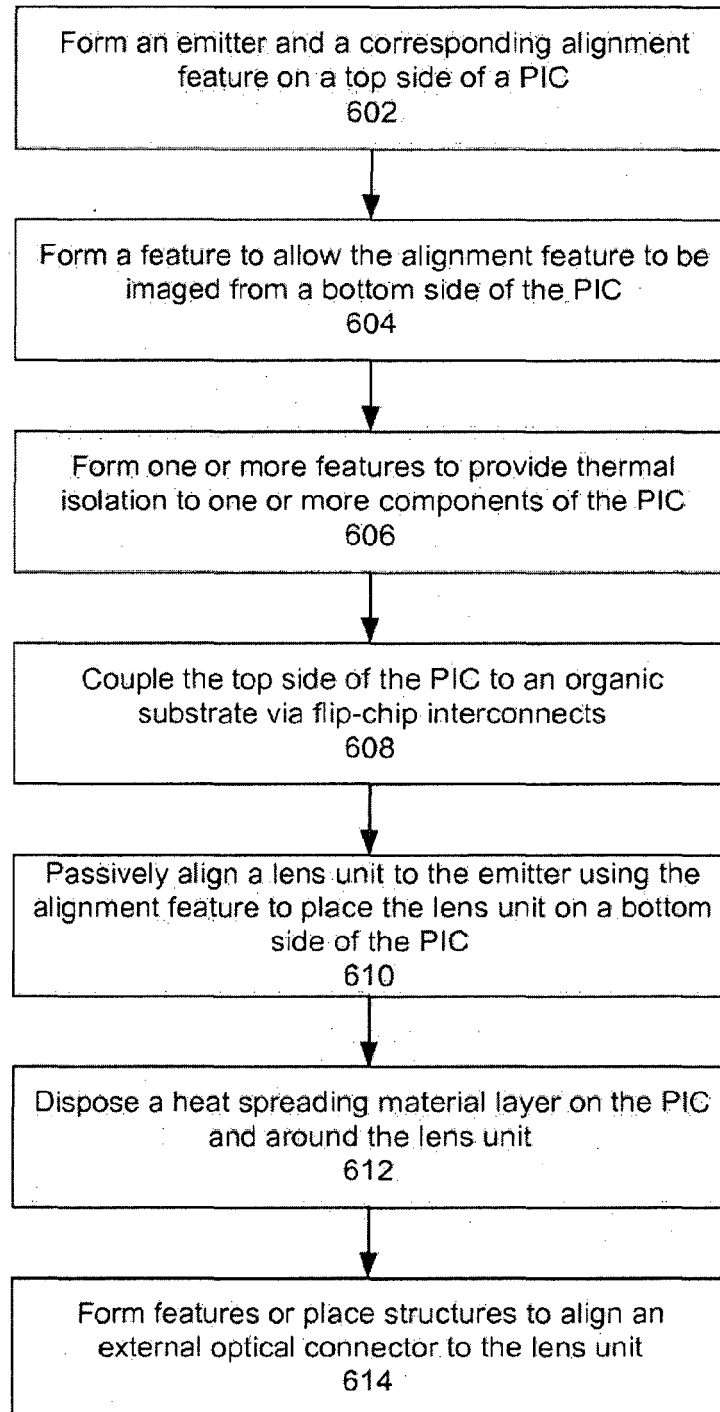 Form an emitter and a corresponding alignment
feature on a top side of a PIC
602
Form a feature to allow the alignment feature to be
imaged from a bottom side of the PIC
604
Form one or more features to provide thermal
isolation to one or more components of the PIC
606
Couple the top side of the PIC to an organic
substrate via flip-chip interconnects
608
Passively align a lens unit to the emitter using the
alignment feature to place the lens unit on a bottom
side of the PIC
610
Dispose a heat spreading material layer on the PIC
and around the lens unit
612
Form features or place structures to align an
external optical connector to the lens unit
614